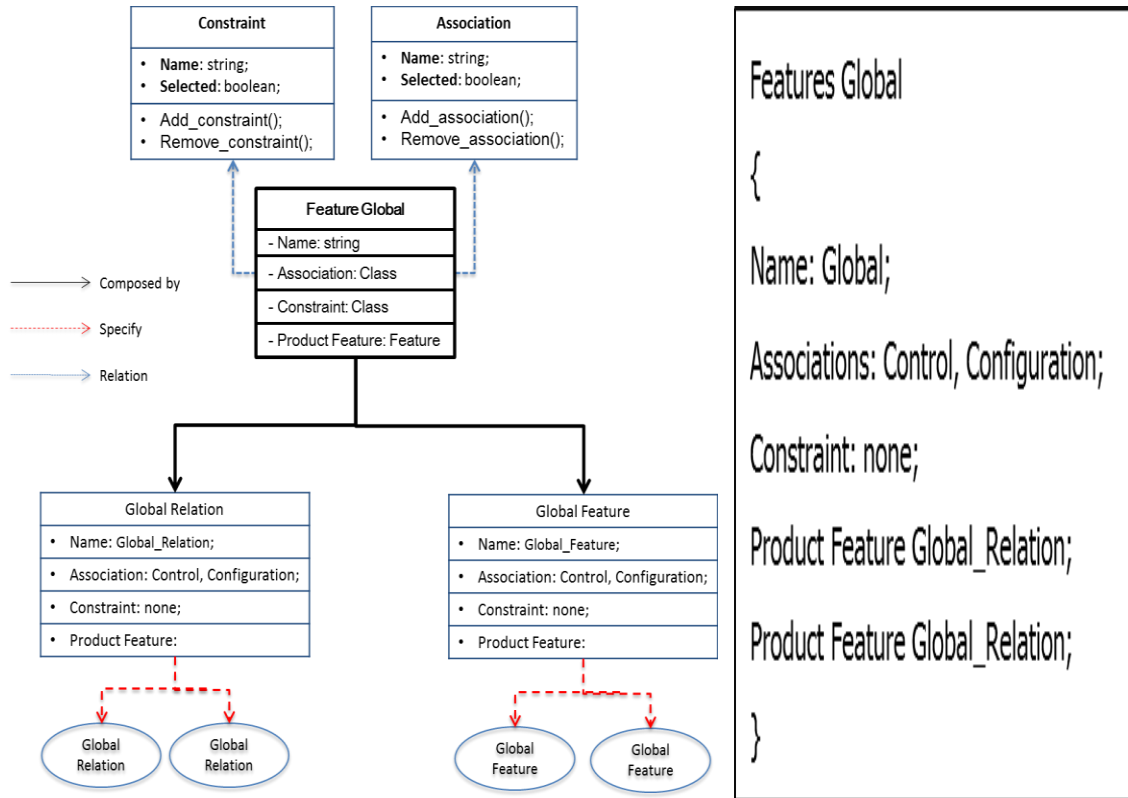 Constraint
• Name: string;
• Selected: boolean;
• Add_constraint();
• Remove_constraint();
Association
• Name: string;
• Selected: boolean;
• Add_association();
• Remove_association();
Feature Global
- Name: string
- Association: Class
- Constraint: Class
- Product Feature: Feature
Composed by
Specify
Relation
Global Relation
• Name: Global_Relation;
• Association: Control, Configuration;
• Constraint: none;
• Product Feature:
Global
Relation
Global
Relation
Global Feature
• Name: Global_Feature;
• Association: Control, Configuration;
• Constraint: none;
• Product Feature:
Global
Feature
Global
Feature
Features Global
{
Name: Global;
Associations: Control, Configuration;
Constraint: none;
Product Feature Global_Relation;
Product Feature Global_Relation;
}